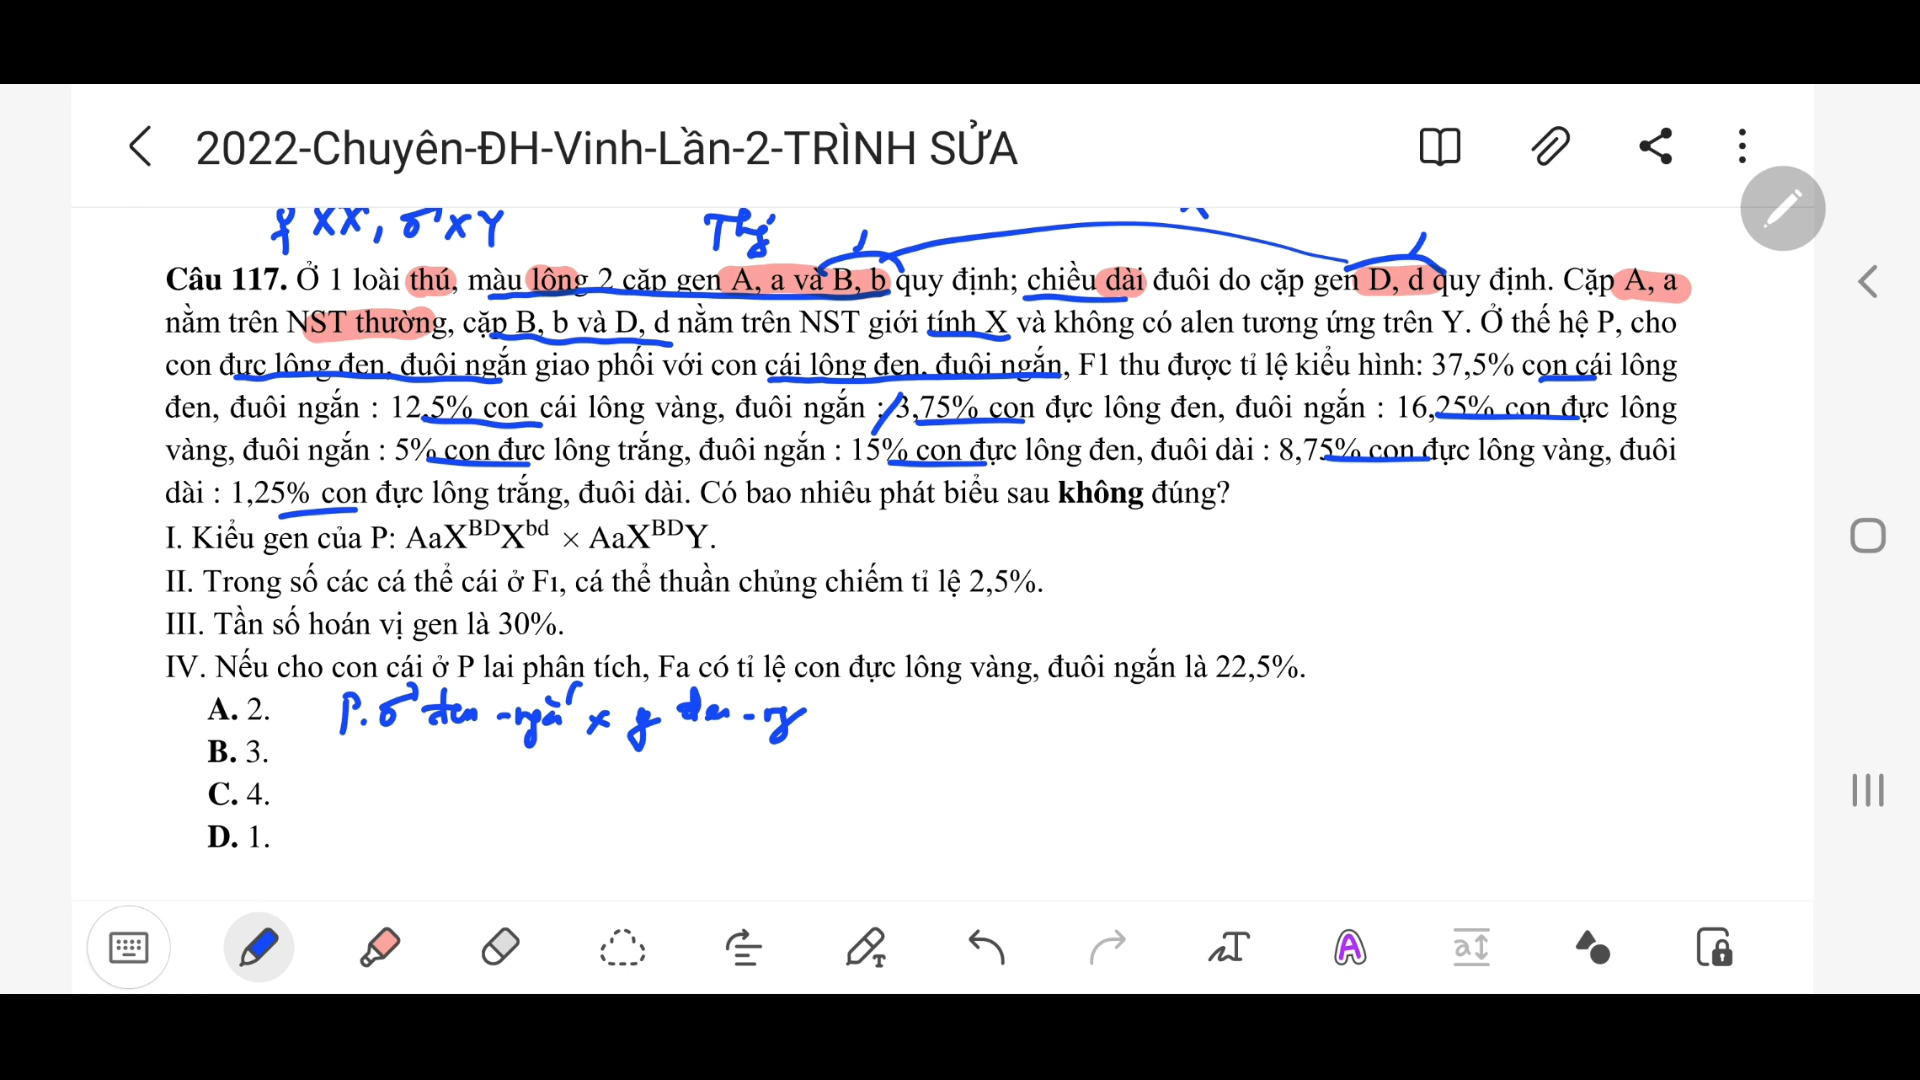 2022-Chuyên-ĐH-Vinh-Lần-2-TRÌNH SỬA
♀ XX, ♂ XY Thú
Câu 117. Ở 1 loài thú, màu lông 2 cặp gen A, a và B, b quy định; chiều dài đuôi do cặp gen D, d quy định. Cặp A, a
nằm trên NST thường, cặp B, b và D, d nằm trên NST giới tính X và không có alen tương ứng trên Y. Ở thế hệ P, cho
con đực lông đen, đuôi ngắn giao phối với con cái lông đen, đuôi ngắn, F1 thu được tỉ lệ kiểu hình: 37,5% con cái lông
đen, đuôi ngắn : 12,5% con cái lông vàng, đuôi ngắn : 3,75% con đực lông đen, đuôi ngắn : 16,25% con đực lông
vàng, đuôi ngắn : 5% con đực lông trắng, đuôi ngắn : 15% con đực lông đen, đuôi dài : 8,75% con đực lông vàng, đuôi
dài : 1,25% con đực lông trắng, đuôi dài. Có bao nhiêu phát biểu sau không đúng?
I. Kiểu gen của P: AaXᴮᴰXᵇᵈ × AaXᴮᴰY.
II. Trong số các cá thể cái ở F1, cá thể thuần chủng chiếm tỉ lệ 2,5%.
III. Tần số hoán vị gen là 30%.
IV. Nếu cho con cái ở P lai phân tích, Fa có tỉ lệ con đực lông vàng, đuôi ngắn là 22,5%.
A. 2.
P. ♂ đen - ngắn x ♀ đen - ng
B. 3.
C. 4.
D. 1.